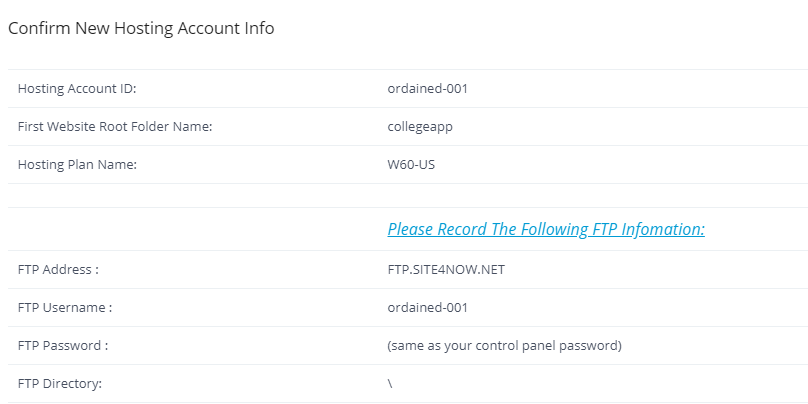 Confirm New Hosting Account Info
Hosting Account ID: ordained-001
First Website Root Folder Name: collegeapp
Hosting Plan Name: W60-US
Please Record The Following FTP Infomation:
FTP Address : FTP.SITE4NOW.NET
FTP Username : ordained-001
FTP Password : (same as your control panel password)
FTP Directory: \